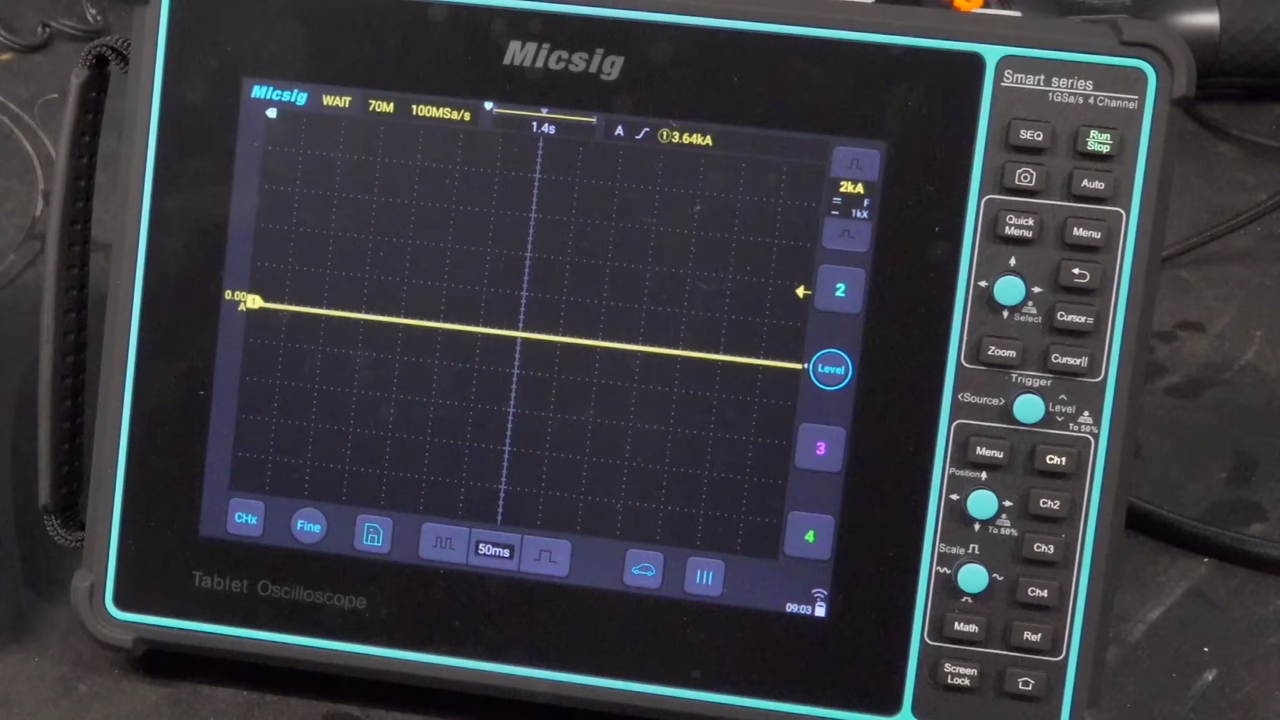 Micsig
Micsig WAIT 70M 100MSa/s
1.4s
A ① 3.64kA
2kA
F
1kX
0.00
A
1
2
Level
3
4
CHx
Fine
50ms
09:03
Tablet Oscilloscope
Smart series
1GSa/s 4 Channel
SEQ
Run
Stop
Auto
Quick
Menu
Menu
Select
Cursor=
Zoom
Cursor||
Trigger
<Source>
Level
To 50%
Menu
Ch1
Position
Ch2
To 50%
Ch3
Scale
Ch4
Math
Ref
Screen
Lock